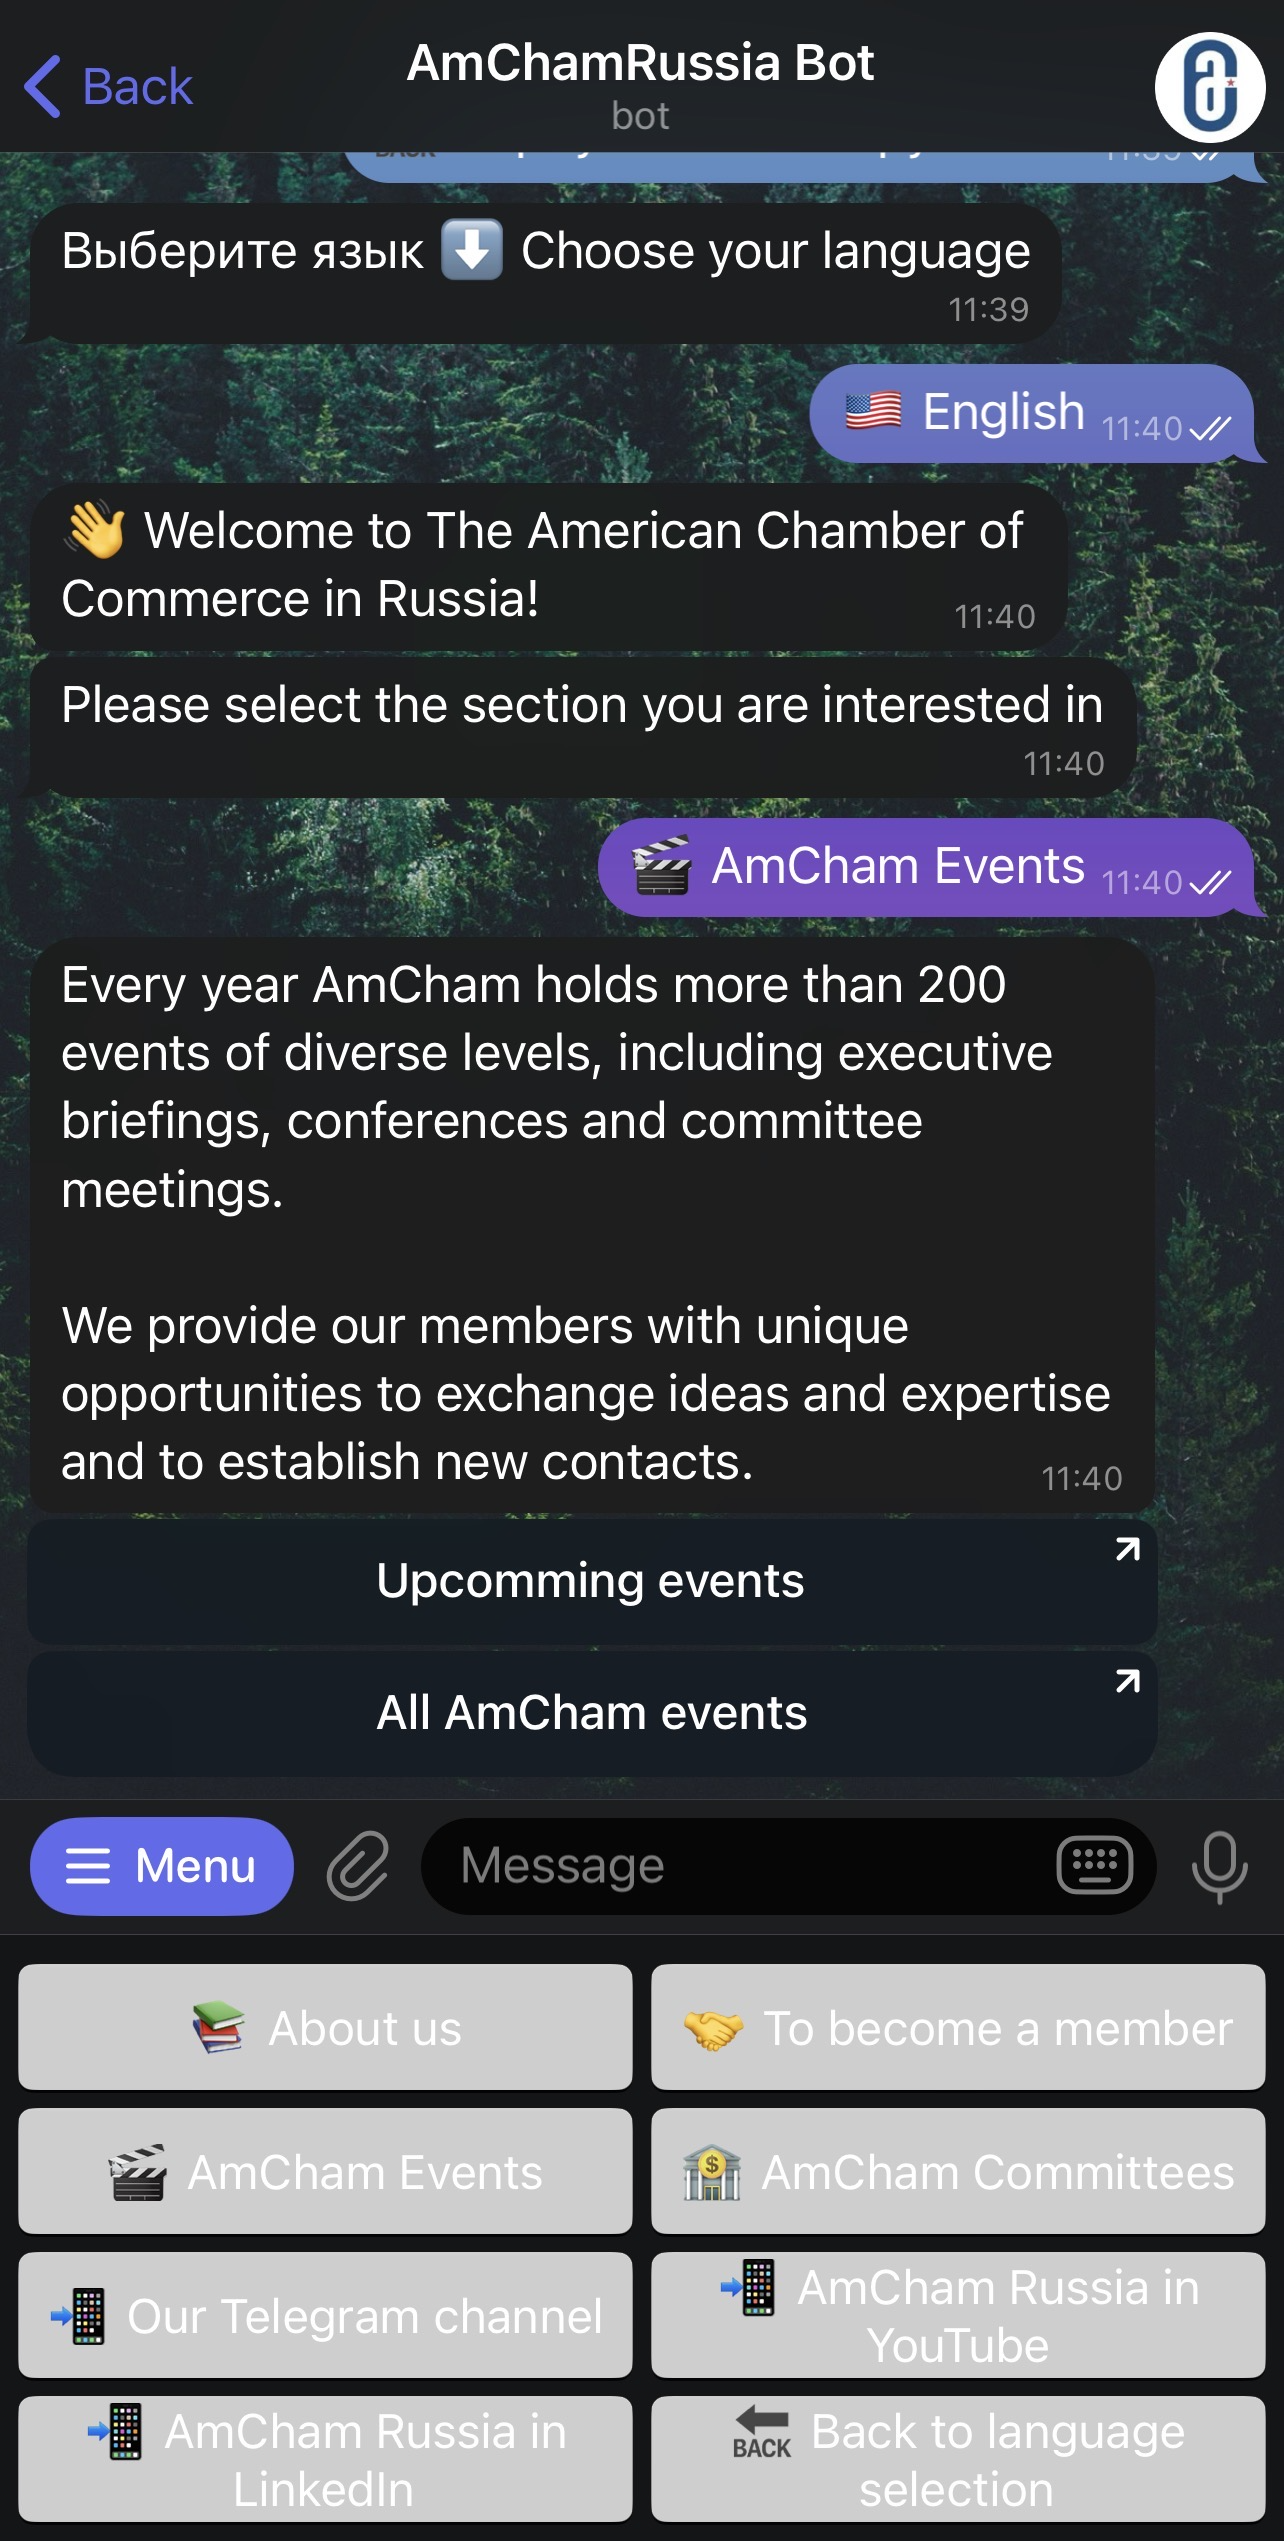 Back
AmChamRussia Bot
bot
Выберите язык ⬇️ Choose your language
11:39
🇺🇸 English 11:40
👋 Welcome to The American Chamber of
Commerce in Russia!
11:40
Please select the section you are interested in
11:40
🎬 AmCham Events 11:40
Every year AmCham holds more than 200
events of diverse levels, including executive
briefings, conferences and committee
meetings.
We provide our members with unique
opportunities to exchange ideas and expertise
and to establish new contacts.
11:40
Upcomming events
All AmCham events
Menu
Message
📚 About us
🤝 To become a member
🎬 AmCham Events
🏦 AmCham Committees
📲 Our Telegram channel
📲 AmCham Russia in
YouTube
📲 AmCham Russia in
LinkedIn
🔙 Back to language
selection